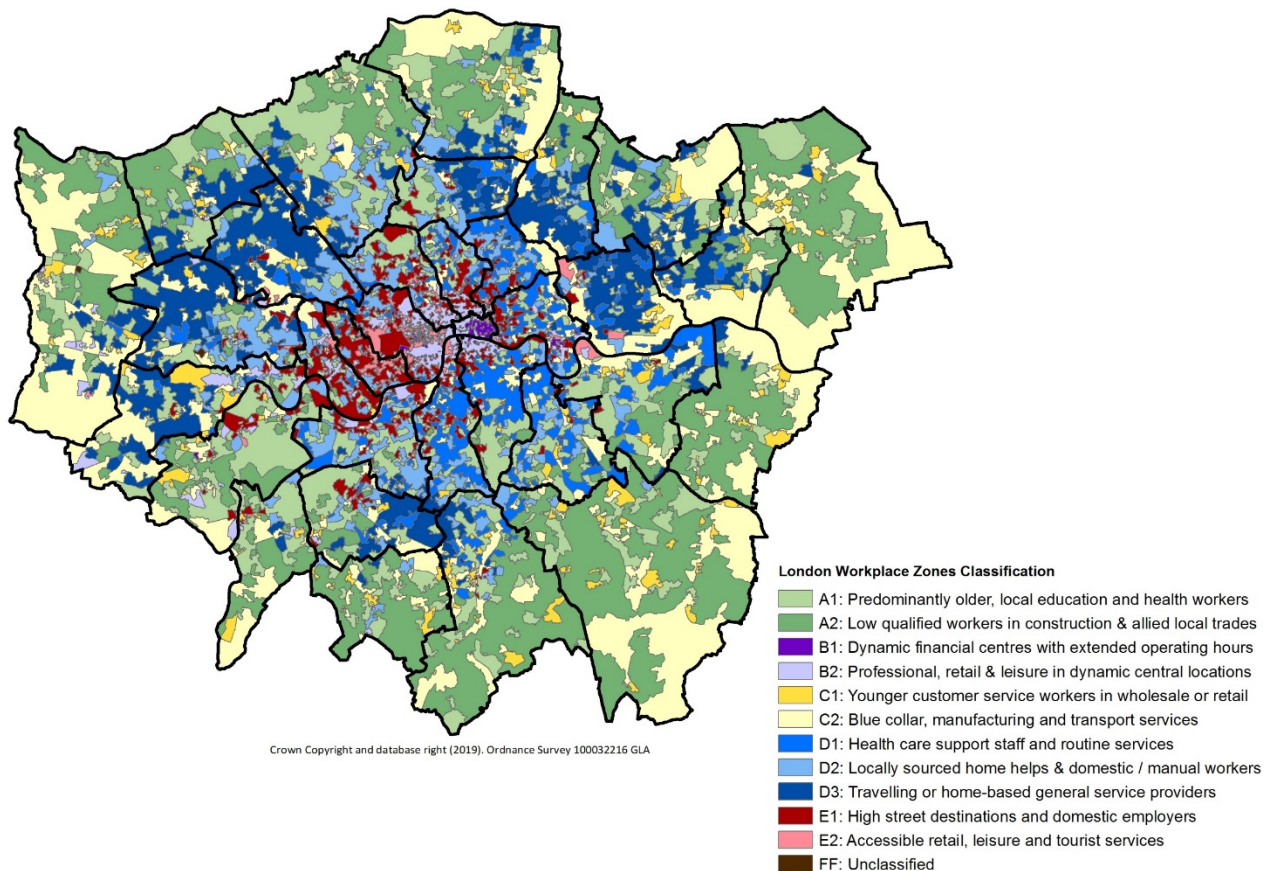 London Workplace Zones Classification
A1: Predominantly older, local education and health workers
A2: Low qualified workers in construction & allied local trades
B1: Dynamic financial centres with extended operating hours
B2: Professional, retail & leisure in dynamic central locations
C1: Younger customer service workers in wholesale or retail
C2: Blue collar, manufacturing and transport services
D1: Health care support staff and routine services
D2: Locally sourced home helps & domestic / manual workers
D3: Travelling or home-based general service providers
E1: High street destinations and domestic employers
E2: Accessible retail, leisure and tourist services
FF: Unclassified
Crown Copyright and database right (2019). Ordnance Survey 100032216 GLA